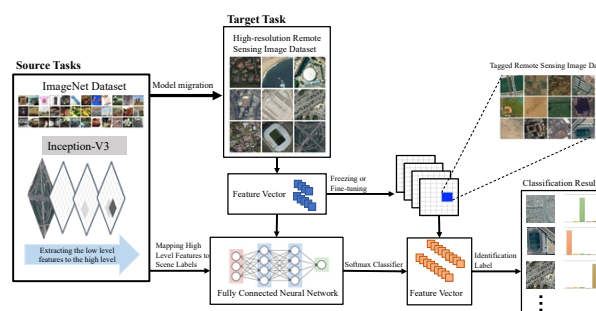 Target Task
High-resolution Remote
Sensing Image Dataset
Source Tasks
ImageNet Dataset
Model migration
Tagged Remote Sensing Image Da
Inception-V3
Freezing or
Fine-tuning
Feature Vector
Classification Resul
Extracting the low level
features to the high level
Mapping High
Level Features to
Scene Labels
Softmax Classifier
Identification
Label
Fully Connected Neural Network
Feature Vector